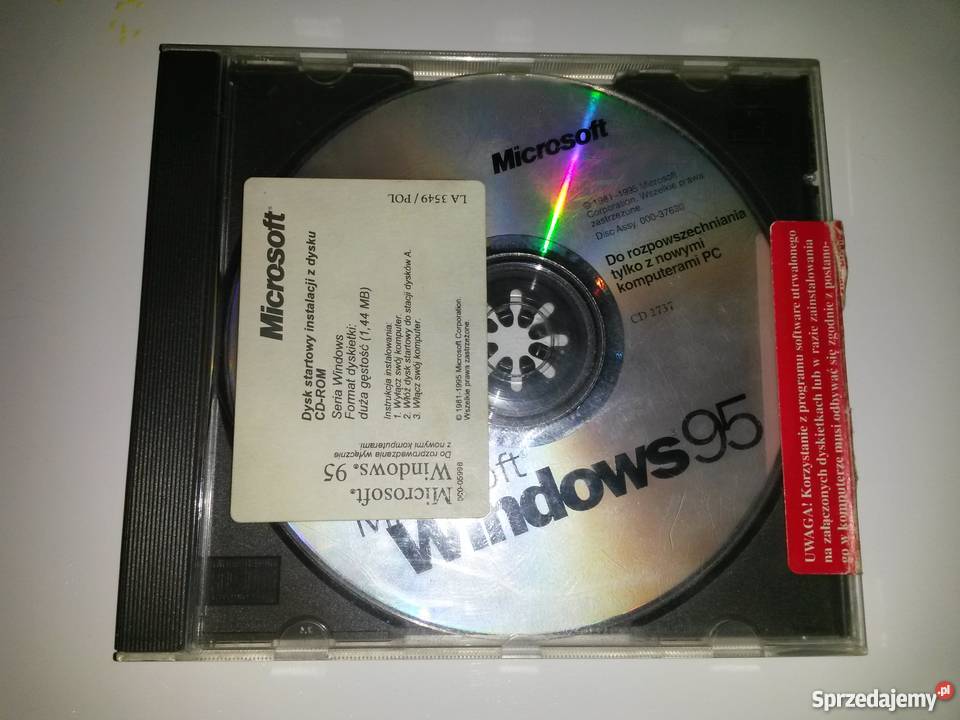 Microsoft
© 1981-1995 Microsoft
Corporation. Wszelkie prawa
zastrzeżone.
Disc Assy. 000-37630
Do rozpowszechniania
tylko z nowymi
komputerami PC
CD 2737
Windows 95
LA 3549 / POL
Microsoft®
Dysk startowy instalacji z dysku
CD-ROM
Seria Windows
Format dyskietki:
duża gęstość (1,44 MB)
Instrukcja instalowania:
1. Wyłącz swój komputer.
2. Włóż dysk startowy do stacji dysków A.
3. Włącz swój komputer.
© 1981-1995 Microsoft Corporation.
Wszelkie prawa zastrzeżone.
Microsoft®
Windows® 95
Do rozprowadzania wyłącznie
z nowymi komputerami.
000-05998
UWAGA! Korzystanie z programu software utrwalonego
na załączonych dyskietkach lub w razie zainstalowania
go w komputerze musi odbywać się zgodnie z postano-
Sprzedajemy.pl